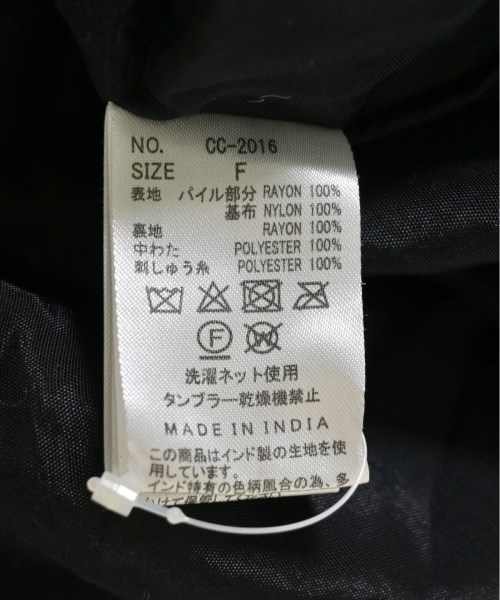 NO. CC-2016
SIZE F
表地 パイル部分 RAYON 100%
基布 NYLON 100%
裏地 RAYON 100%
中わた POLYESTER 100%
刺しゅう糸 POLYESTER 100%
F
洗濯ネット使用
タンブラー乾燥機禁止
MADE IN INDIA
この商品はインド製の生地を使
用しています。
インド特有の色柄風合の為、多